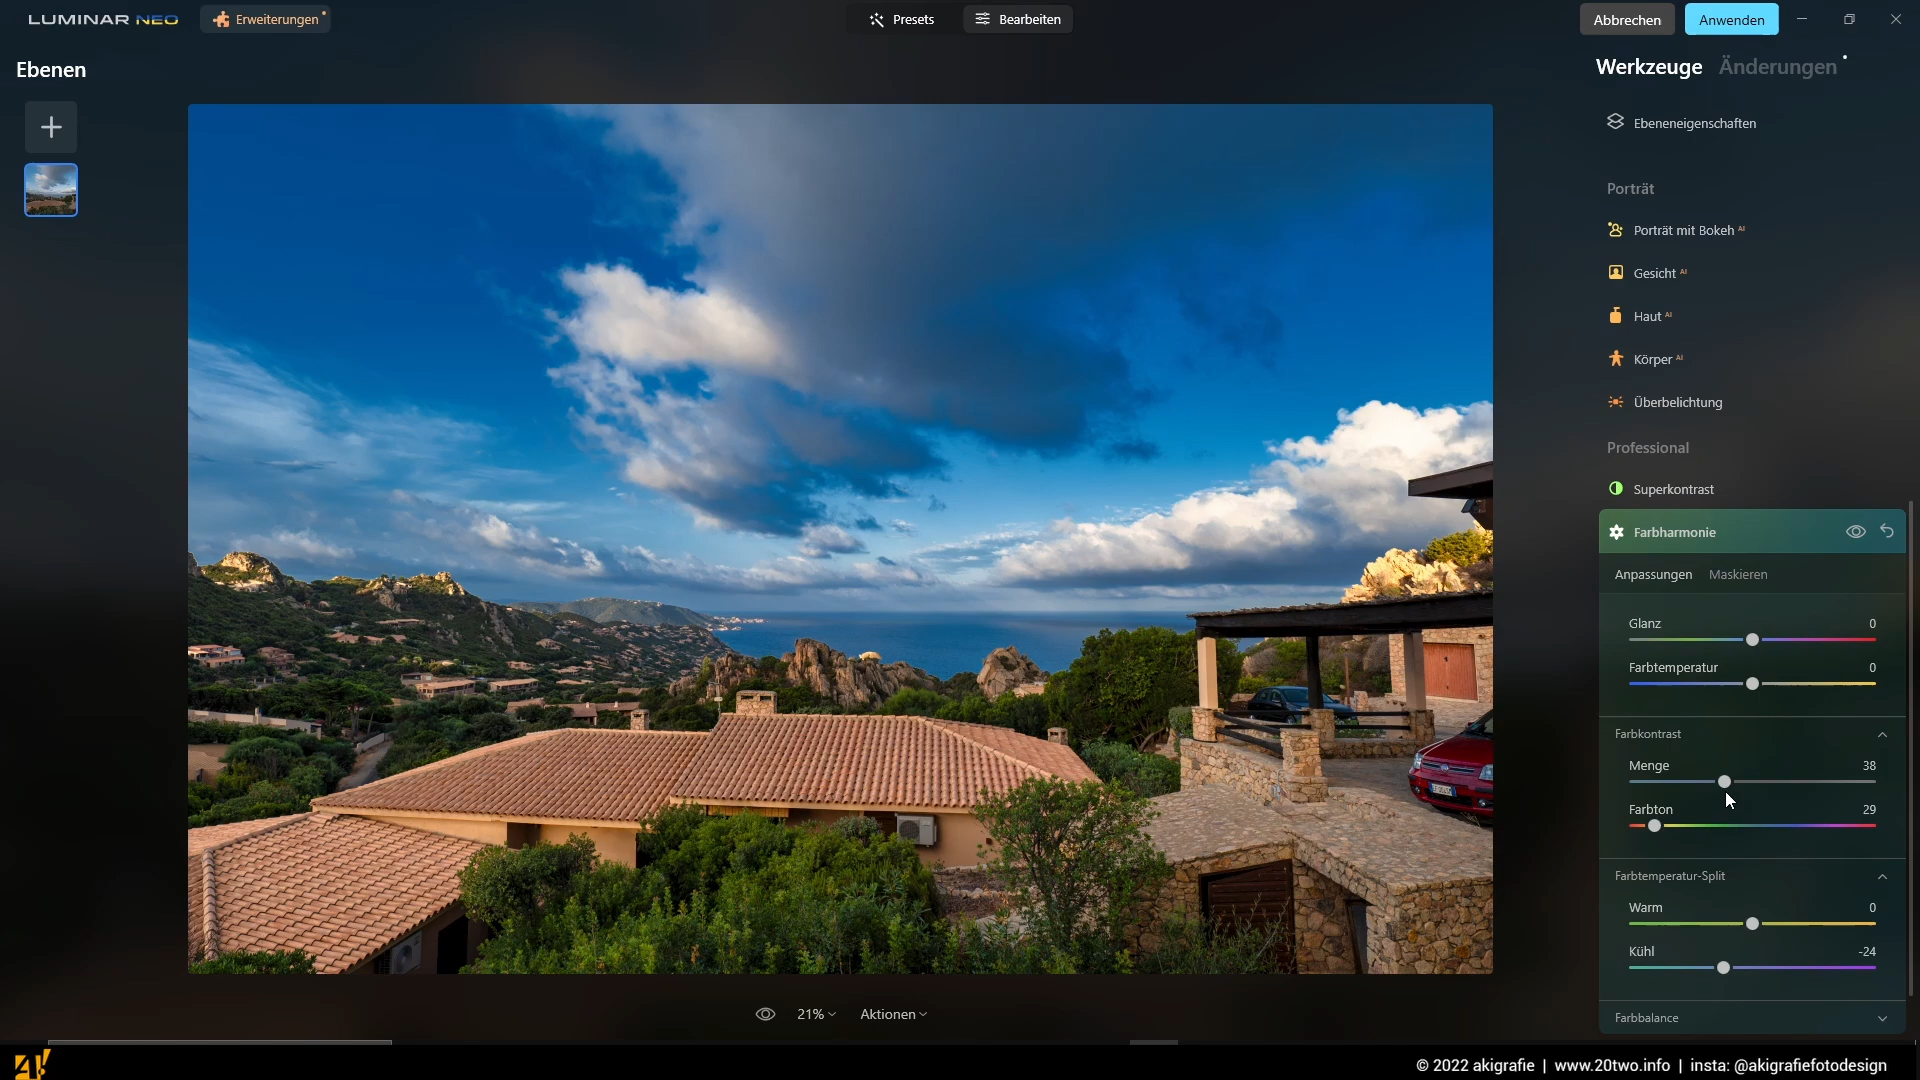 LUMINAR NEO
Erweiterungen
Presets
Bearbeiten
Abbrechen
Anwenden
Ebenen
Werkzeuge
Änderungen
Ebeneneigenschaften
Porträt
Porträt mit Bokeh AI
Gesicht AI
Haut AI
Körper AI
Überbelichtung
Professional
Superkontrast
Farbharmonie
Anpassungen
Maskieren
Glanz 0
Farbtemperatur 0
Farbkontrast
Menge 38
Farbton 29
Farbtemperatur-Split
Warm 0
Kühl -24
Farbbalance
21%
Aktionen
© 2022 akigrafie | www.20two.info | insta: @akigrafiefotodesign